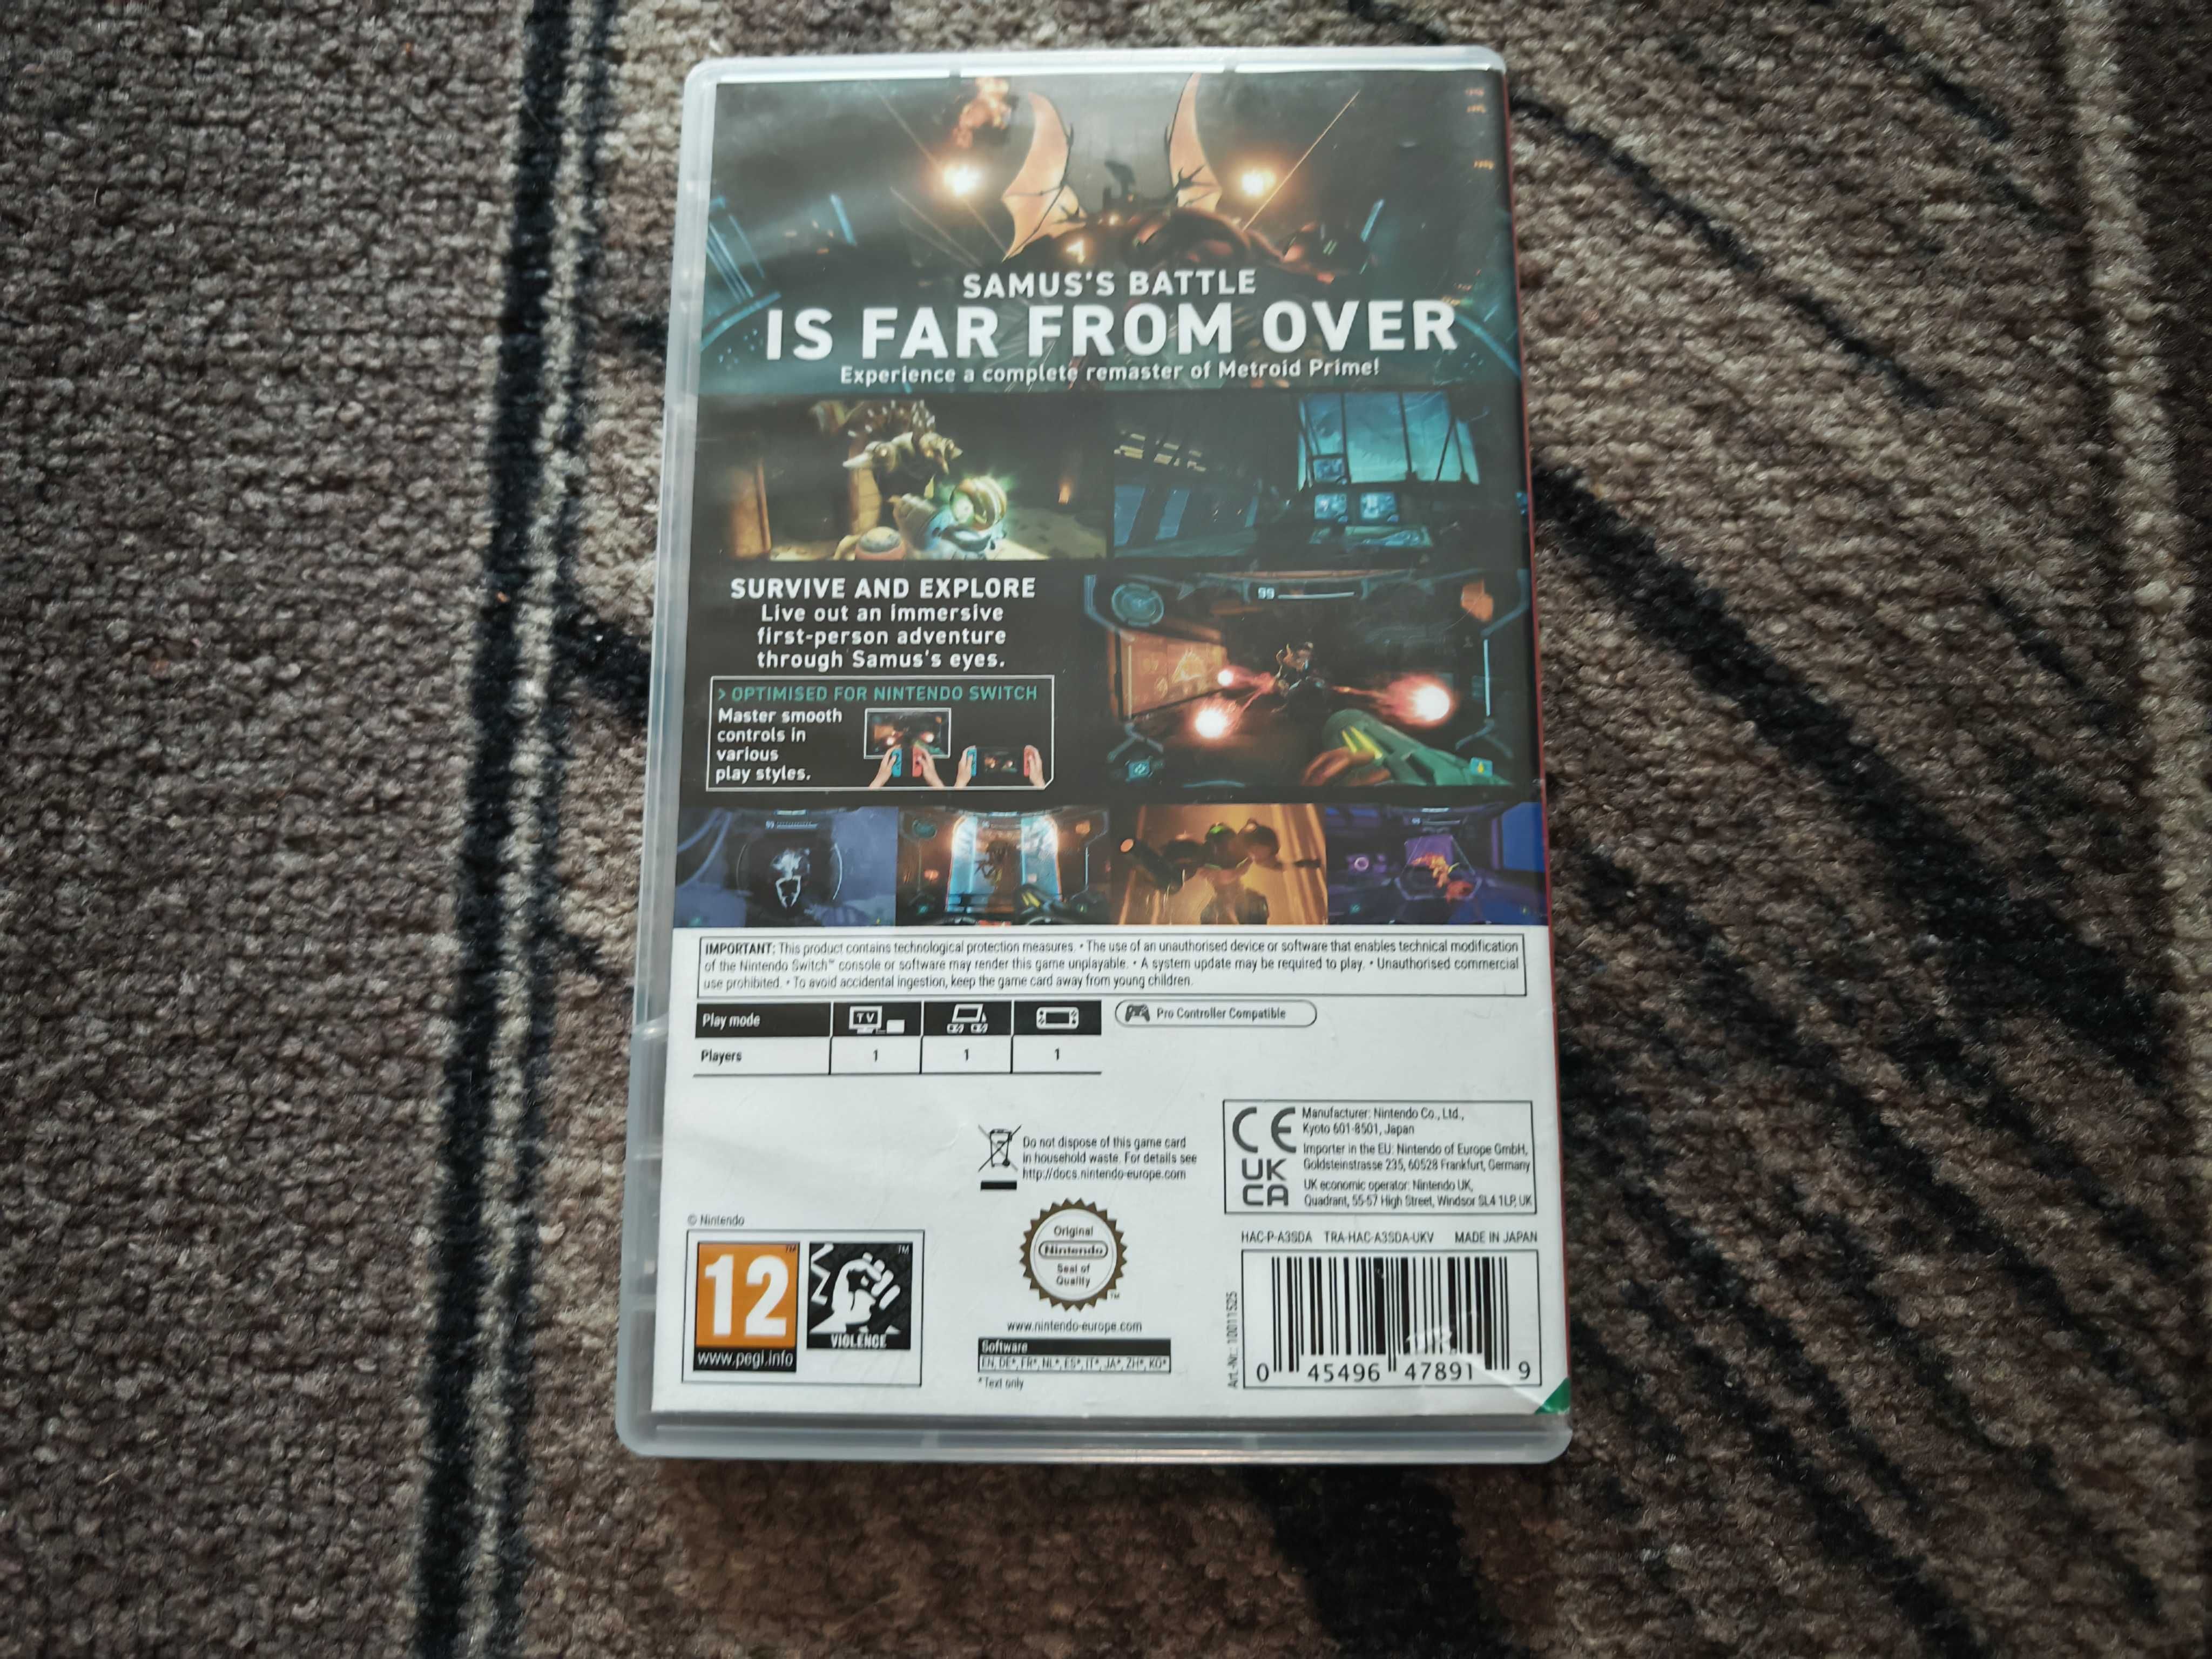 SAMUS'S BATTLE
IS FAR FROM OVER
Experience a complete remaster of Metroid Prime!
SURVIVE AND EXPLORE
Live out an immersive
first-person adventure
through Samus's eyes.
> OPTIMISED FOR NINTENDO SWITCH
Master smooth
controls in
various
play styles.
99
IMPORTANT: This product contains technological protection measures. • The use of an unauthorised device or software that enables technical modification
of the Nintendo Switch™ console or software may render this game unplayable. • A system update may be required to play. • Unauthorised commercial
use prohibited. • To avoid accidental ingestion, keep the game card away from young children.
Play mode TV
Pro Controller Compatible
Players 1 1 1
Do not dispose of this game card
in household waste. For details see
http://docs.nintendo-europe.com
CE
UK
CA
Manufacturer: Nintendo Co., Ltd.,
Kyoto 601-8501, Japan
Importer in the EU: Nintendo of Europe GmbH,
Goldsteinstrasse 235, 60528 Frankfurt, Germany
UK economic operator: Nintendo UK,
Quadrant, 55-57 High Street, Windsor SL4 1LP, UK
© Nintendo
12™
www.pegi.info
™
VIOLENCE
Original
Nintendo
Seal of
Quality
™
www.nintendo-europe.com
Software
EN, DE*, FR*, NL*, ES*, IT*, JA*, ZH*, KO*
*Text only
HAC-P-A3SDA TRA-HAC-A3SDA-UKV MADE IN JAPAN
Art.-Nr.: 10011525
0 45496 47891 9